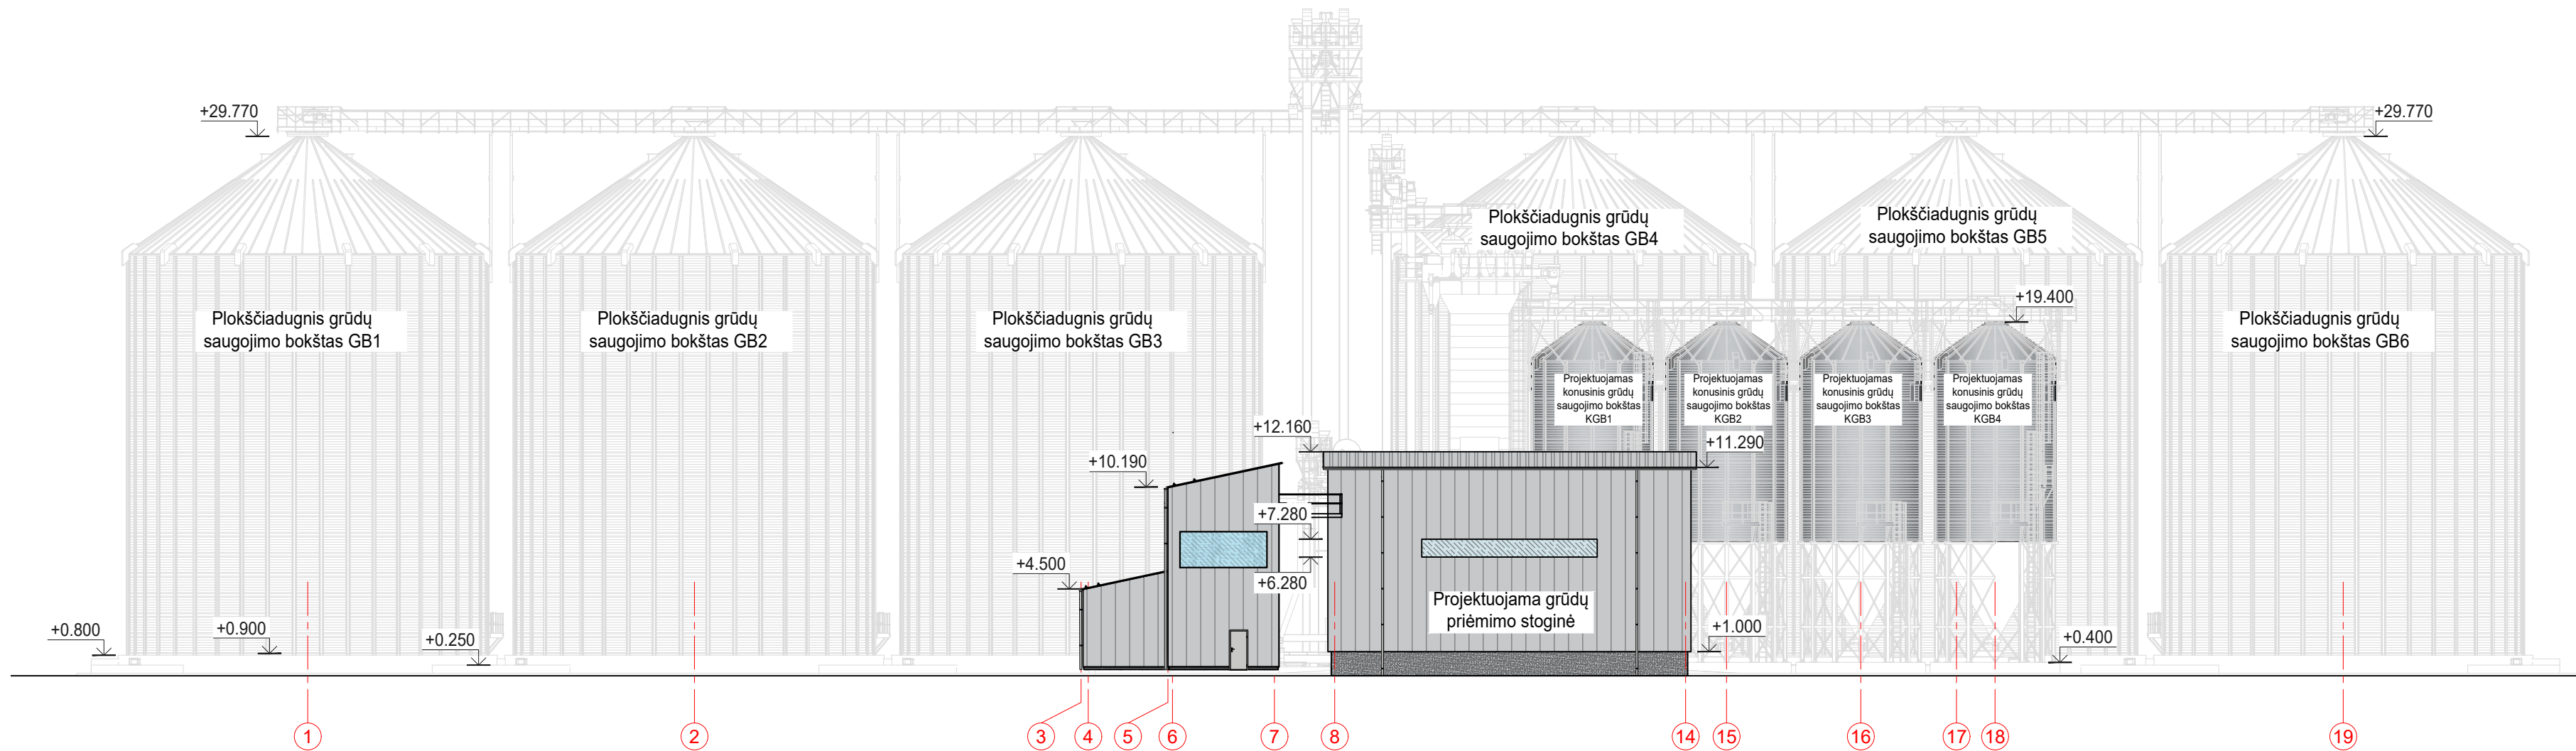 +29.770
+29.770
Plokščiadugnis grūdų
saugojimo bokštas GB4
Plokščiadugnis grūdų
saugojimo bokštas GB5
+19.400
Plokščiadugnis grūdų
saugojimo bokštas GB1
Plokščiadugnis grūdų
saugojimo bokštas GB2
Plokščiadugnis grūdų
saugojimo bokštas GB3
Plokščiadugnis grūdų
saugojimo bokštas GB6
Projektuojamas
konusinis grūdų
saugojimo bokštas
KGB1
Projektuojamas
konusinis grūdų
saugojimo bokštas
KGB2
Projektuojamas
konusinis grūdų
saugojimo bokštas
KGB3
Projektuojamas
konusinis grūdų
saugojimo bokštas
KGB4
+12.160
+11.290
+10.190
+7.280
+6.280
+4.500
Projektuojama grūdų
priėmimo stoginė
+0.800
+0.900
+0.250
+1.000
+0.400
1
2
3
4
5
6
7
8
14
15
16
17
18
19